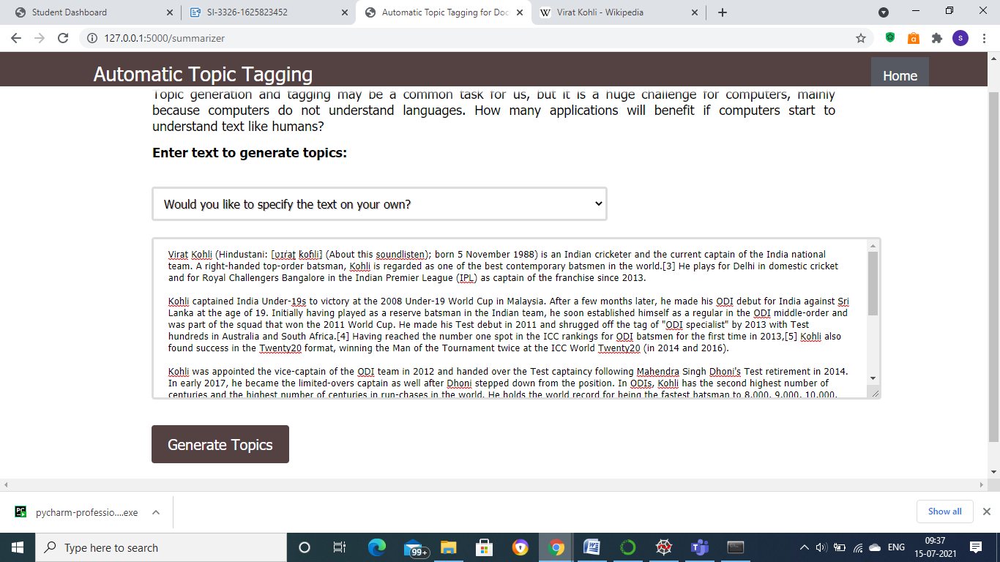 Student Dashboard
SI-3326-1625823452
Automatic Topic Tagging for Doc
W Virat Kohli - Wikipedia
127.0.0.1:5000/summarizer
a
S
Automatic Topic Tagging
Home
Topic generation and tagging may be a common task for us, but it is a huge challenge for computers, mainly
because computers do not understand languages. How many applications will benefit if computers start to
understand text like humans?
Enter text to generate topics:
Would you like to specify the text on your own?
Virat Kohli (Hindustani: [ʋɪɾaʈ koɦli] (About this soundlisten); born 5 November 1988) is an Indian cricketer and the current captain of the India national
team. A right-handed top-order batsman, Kohli is regarded as one of the best contemporary batsmen in the world.[3] He plays for Delhi in domestic cricket
and for Royal Challengers Bangalore in the Indian Premier League (IPL) as captain of the franchise since 2013.
Kohli captained India Under-19s to victory at the 2008 Under-19 World Cup in Malaysia. After a few months later, he made his ODI debut for India against Sri
Lanka at the age of 19. Initially having played as a reserve batsman in the Indian team, he soon established himself as a regular in the ODI middle-order and
was part of the squad that won the 2011 World Cup. He made his Test debut in 2011 and shrugged off the tag of "ODI specialist" by 2013 with Test
hundreds in Australia and South Africa.[4] Having reached the number one spot in the ICC rankings for ODI batsmen for the first time in 2013,[5] Kohli also
found success in the Twenty20 format, winning the Man of the Tournament twice at the ICC World Twenty20 (in 2014 and 2016).
Kohli was appointed the vice-captain of the ODI team in 2012 and handed over the Test captaincy following Mahendra Singh Dhoni's Test retirement in 2014.
In early 2017, he became the limited-overs captain as well after Dhoni stepped down from the position. In ODIs, Kohli has the second highest number of
centuries and the highest number of centuries in run-chases in the world. He holds the world record for being the fastest batsman to 8,000, 9,000, 10,000,
Generate Topics
PC
pycharm-professio....exe
Show all
Type here to search
99+
ENG
09:37
15-07-2021